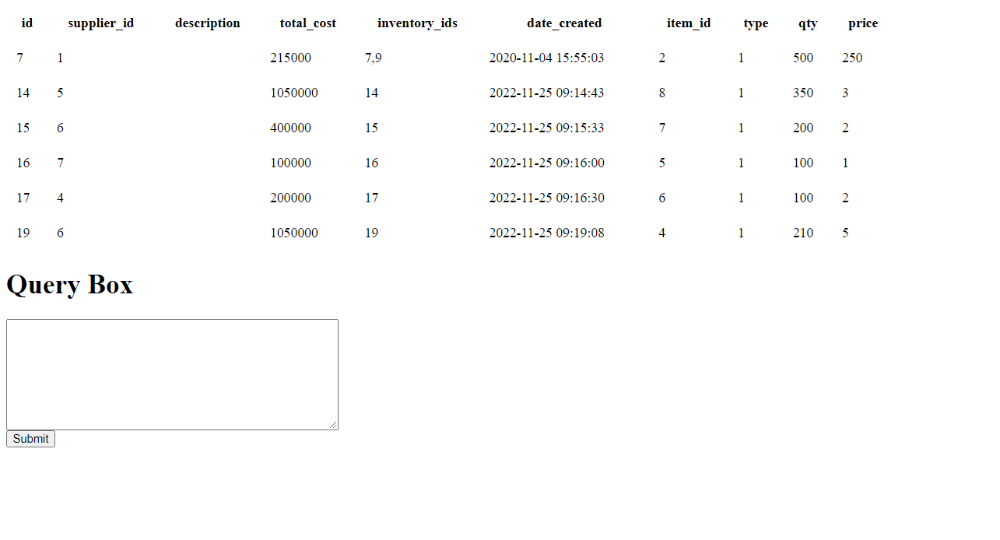 id supplier_id description total_cost inventory_ids date_created item_id type qty price
7 1 215000 7,9 2020-11-04 15:55:03 2 1 500 250
14 5 1050000 14 2022-11-25 09:14:43 8 1 350 3
15 6 400000 15 2022-11-25 09:15:33 7 1 200 2
16 7 100000 16 2022-11-25 09:16:00 5 1 100 1
17 4 200000 17 2022-11-25 09:16:30 6 1 100 2
19 6 1050000 19 2022-11-25 09:19:08 4 1 210 5
Query Box
Submit